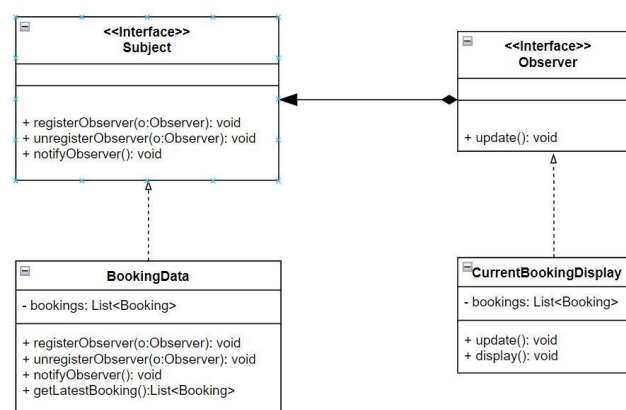 <<Interface>>
Subject
+ registerObserver(o:Observer): void
+ unregisterObserver(o:Observer): void
+ notifyObserver(): void
<<Interface>>
Observer
+ update(): void
BookingData
- bookings: List<Booking>
+ registerObserver(o:Observer): void
+ unregisterObserver(o:Observer): void
+ notifyObserver(): void
+ getLatestBooking():List<Booking>
CurrentBookingDisplay
- bookings: List<Booking>
+ update(): void
+ display(): void